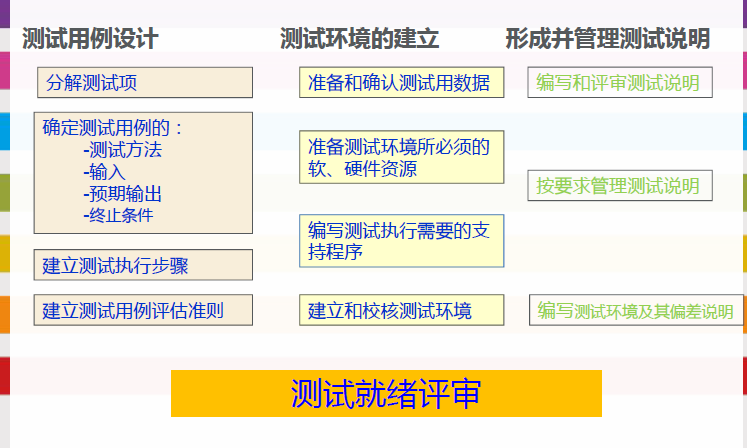 测试用例设计
分解测试项
确定测试用例的：
-测试方法
-输入
-预期输出
-终止条件
建立测试执行步骤
建立测试用例评估准则
测试环境的建立
准备和确认测试用数据
准备测试环境所必须的
软、硬件资源
编写测试执行需要的支
持程序
建立和校核测试环境
形成并管理测试说明
编写和评审测试说明
按要求管理测试说明
编写测试环境及其偏差说明
测试就绪评审